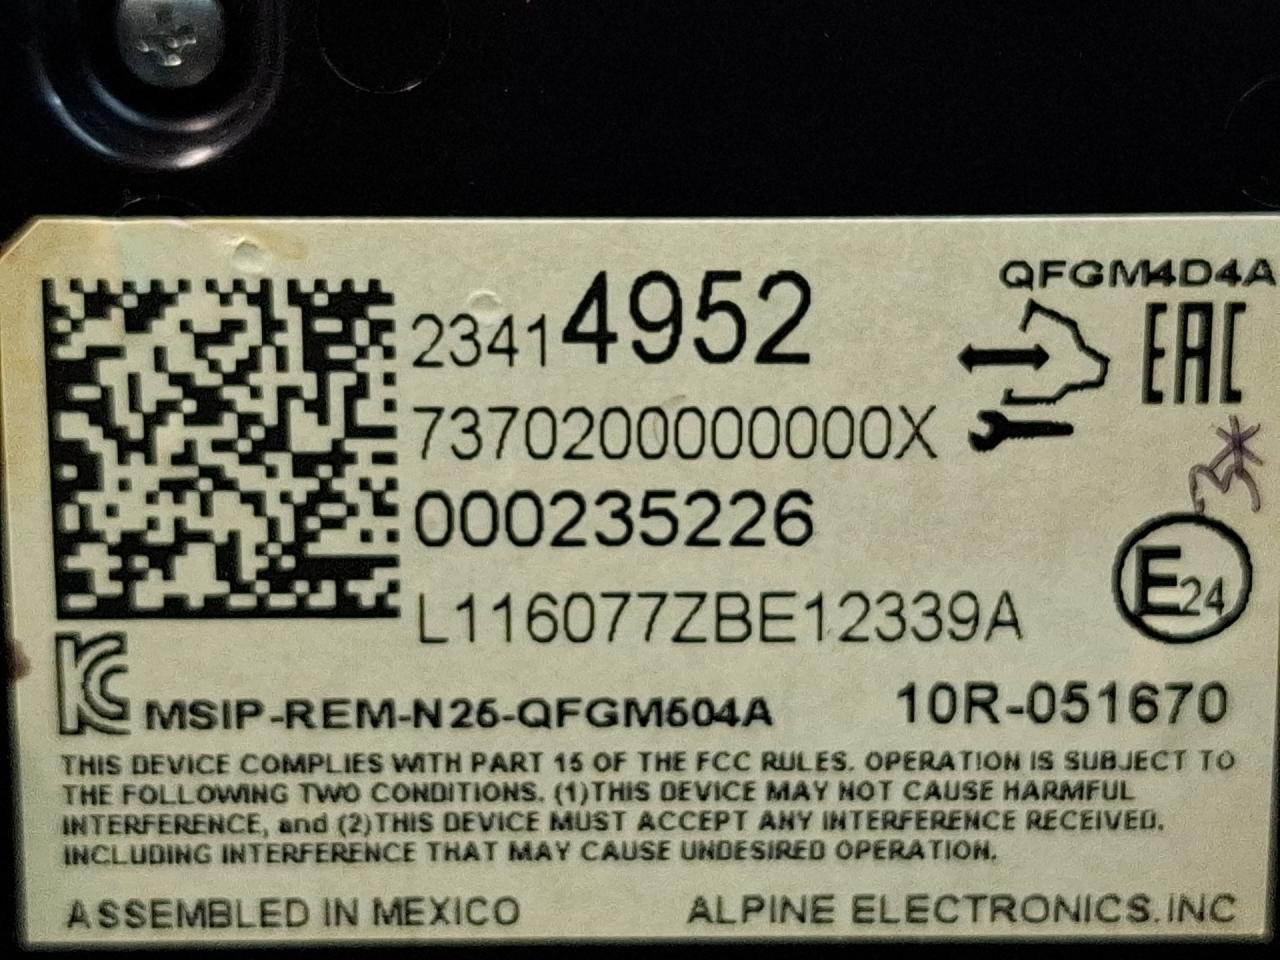 QFGM4D4A
23414952
EAC
7370200000000X
000235226
E24
L116077ZBE12339A
KC MSIP-REM-N26-QFGM504A
10R-051670
THIS DEVICE COMPLIES WITH PART 15 OF THE FCC RULES. OPERATION IS SUBJECT TO
THE FOLLOWING TWO CONDITIONS. (1)THIS DEVICE MAY NOT CAUSE HARMFUL
INTERFERENCE, and (2)THIS DEVICE MUST ACCEPT ANY INTERFERENCE RECEIVED.
INCLUDING INTERFERENCE THAT MAY CAUSE UNDESIRED OPERATION.
ASSEMBLED IN MEXICO
ALPINE ELECTRONICS.INC